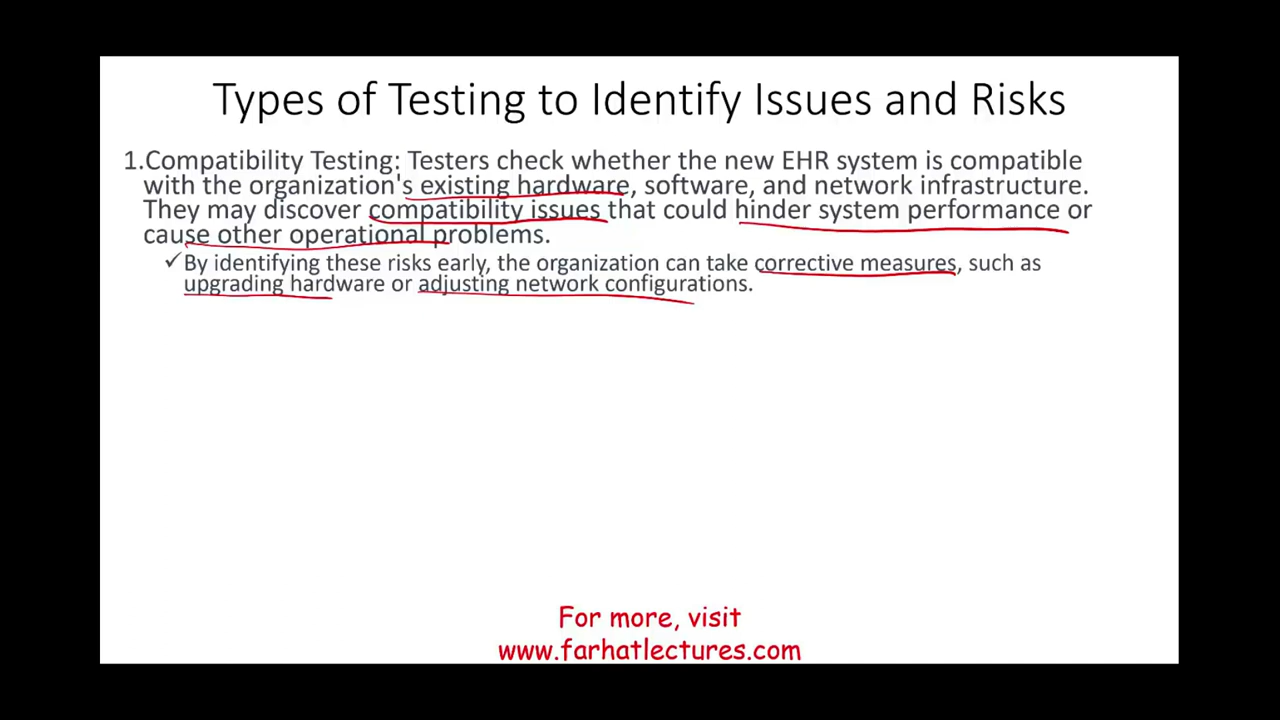 Types of Testing to Identify Issues and Risks
1.Compatibility Testing: Testers check whether the new EHR system is compatible
with the organization's existing hardware, software, and network infrastructure.
They may discover compatibility issues that could hinder system performance or
cause other operational problems.
✓By identifying these risks early, the organization can take corrective measures, such as
upgrading hardware or adjusting network configurations.
For more, visit
www.farhatlectures.com